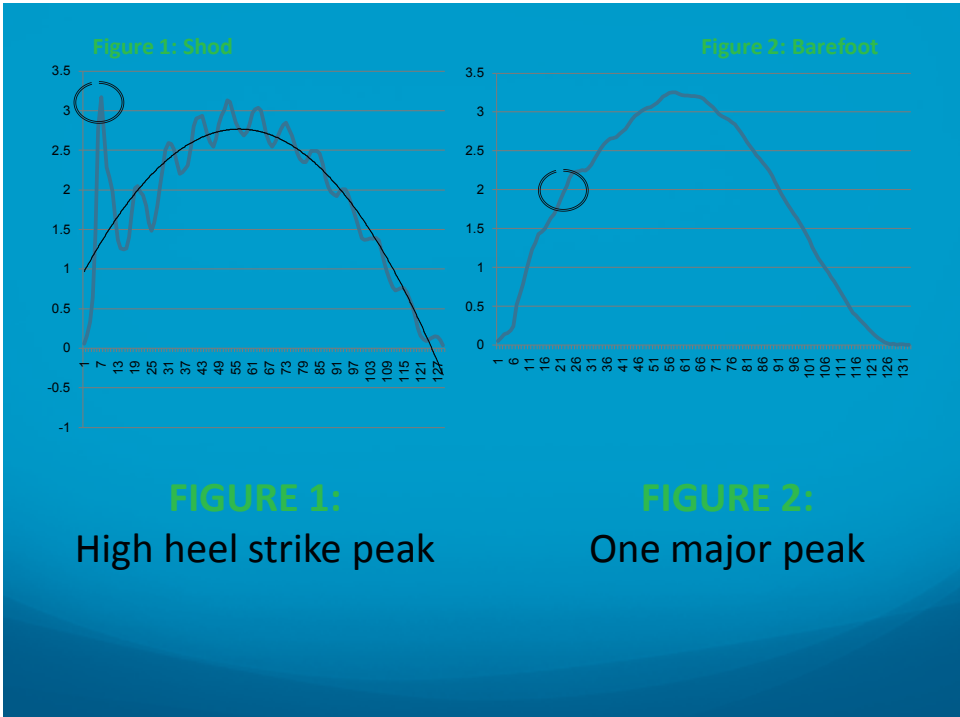 Figure 1: Shod
3.5
3
2.5
2
1.5
1
0.5
0
-0.5
-1
1 7 13 19 25 31 37 43 49 55 61 67 73 79 85 91 97 103 109 115 121 127
Figure 2: Barefoot
3.5
3
2.5
2
1.5
1
0.5
0
1 6 11 16 21 26 31 36 41 46 51 56 61 66 71 76 81 86 91 96 101 106 111 116 121 126 131
FIGURE 1:
High heel strike peak
FIGURE 2:
One major peak